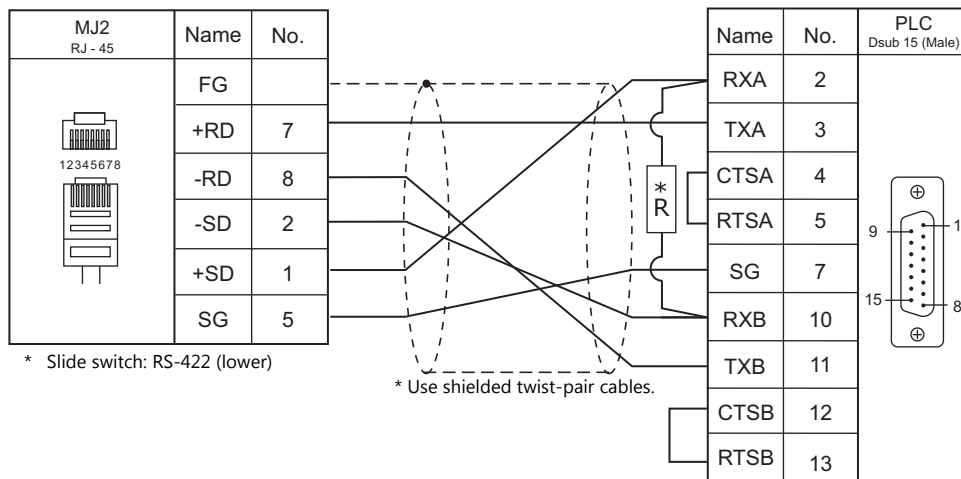 MJ2
RJ - 45
Name No.
FG
+RD 7
-RD 8
-SD 2
+SD 1
SG 5
12345678
* Slide switch: RS-422 (lower)
* Use shielded twist-pair cables.
*
R
Name No.
PLC
Dsub 15 (Male)
RXA 2
TXA 3
CTSA 4
RTSA 5
SG 7
RXB 10
TXB 11
CTSB 12
RTSB 13
9 1
15 8